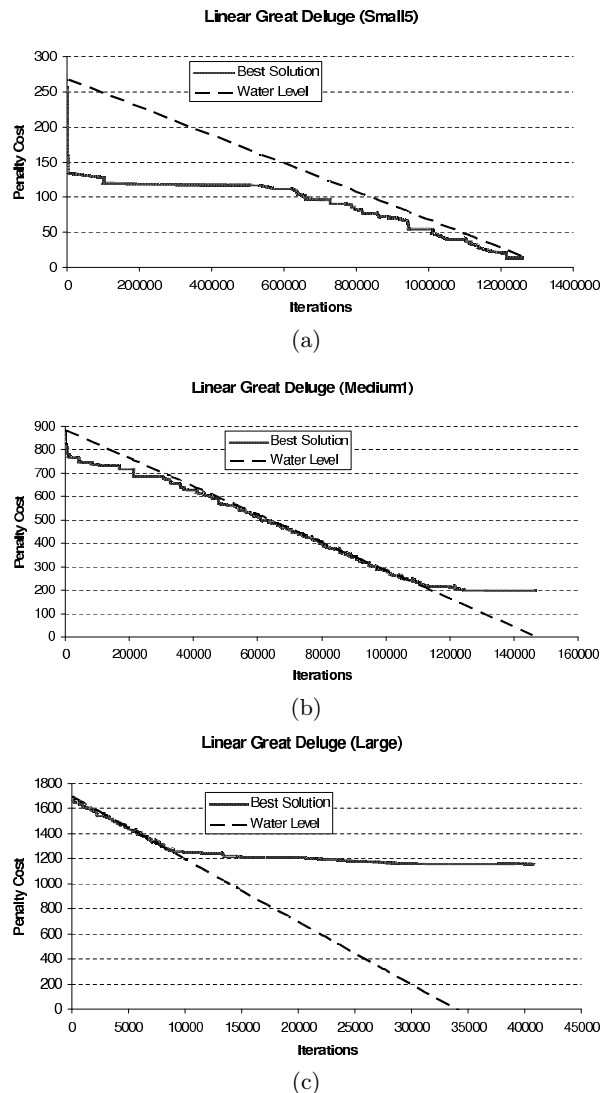 Linear Great Deluge (Small5)
300
250
200
150
100
50
0
Penalty Cost
Best Solution
Water Level
0 200000 400000 600000 800000 1000000 1200000 1400000
Iterations
(a)
Linear Great Deluge (Medium1)
900
800
700
600
500
400
300
200
100
0
Penalty Cost
Best Solution
Water Level
0 20000 40000 60000 80000 100000 120000 140000 160000
Iterations
(b)
Linear Great Deluge (Large)
1800
1600
1400
1200
1000
800
600
400
200
0
Penalty Cost
Best Solution
Water Level
0 5000 10000 15000 20000 25000 30000 35000 40000 45000
Iterations
(c)